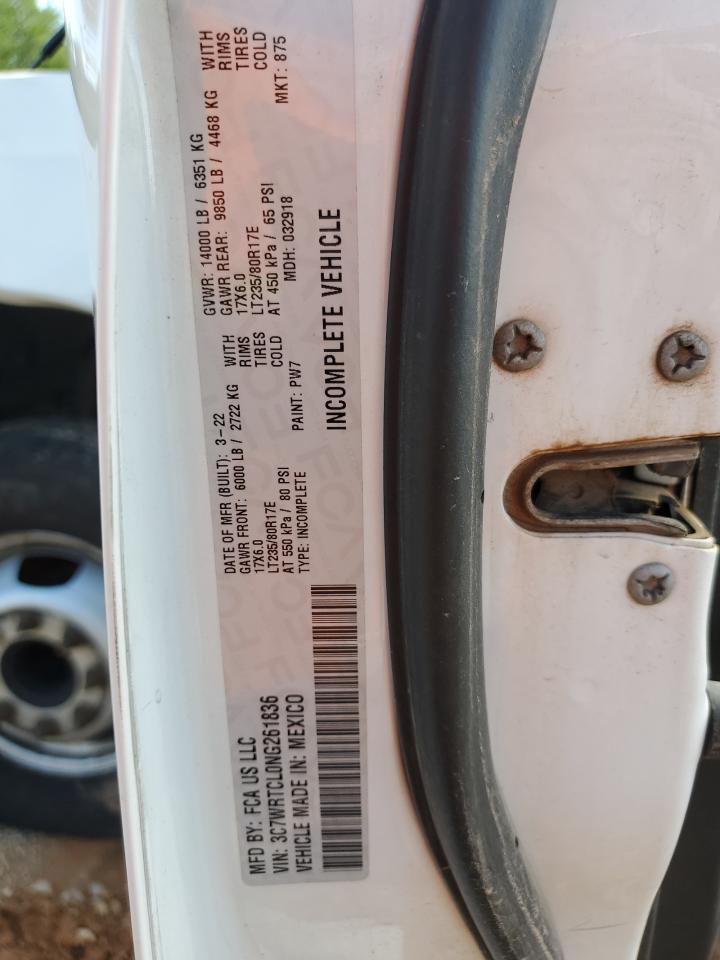 MFD BY: FCA US LLC
DATE OF MFR (BUILT): 3-22
GVWR: 14000 LB / 6351 KG
VIN: 3C7WRTCL0NG261836
GAWR FRONT: 6000 LB / 2722 KG WITH
GAWR REAR: 9850 LB / 4468 KG WITH
17X6.0 RIMS
17X6.0 RIMS
VEHICLE MADE IN: MEXICO
LT235/80R17E TIRES
LT235/80R17E TIRES
AT 550 kPa / 80 PSI COLD
AT 450 kPa / 65 PSI COLD
TYPE: INCOMPLETE
PAINT: PW7
MDH: 032918
MKT: 875
INCOMPLETE VEHICLE